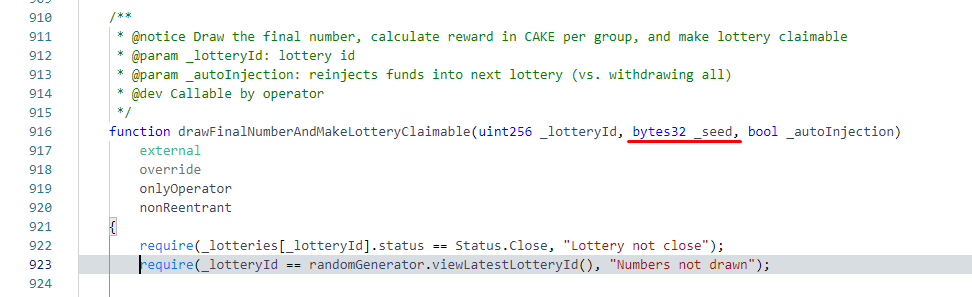 910 /**
911 * @notice Draw the final number, calculate reward in CAKE per group, and make lottery claimable
912 * @param _lotteryId: lottery id
913 * @param _autoInjection: reinjects funds into next lottery (vs. withdrawing all)
914 * @dev Callable by operator
915 */
916 function drawFinalNumberAndMakeLotteryClaimable(uint256 _lotteryId, bytes32 _seed, bool _autoInjection)
917 external
918 override
919 onlyOperator
920 nonReentrant
921 {
922 require(_lotteries[_lotteryId].status == Status.Close, "Lottery not close");
923 require(_lotteryId == randomGenerator.viewLatestLotteryId(), "Numbers not drawn");
924